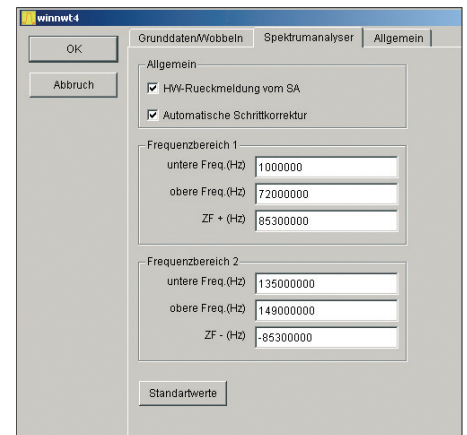 winnwt4
OK
Abbruch
Grunddaten/Wobbeln Spektrumanalyser Allgemein
Allgemein
HW-Rueckmeldung vom SA
Automatische Schrittkorrektur
Frequenzbereich 1
untere Freq.(Hz) 1000000
obere Freq.(Hz) 72000000
ZF + (Hz) 85300000
Frequenzbereich 2
untere Freq.(Hz) 135000000
obere Freq.(Hz) 149000000
ZF - (Hz) -85300000
Standartwerte